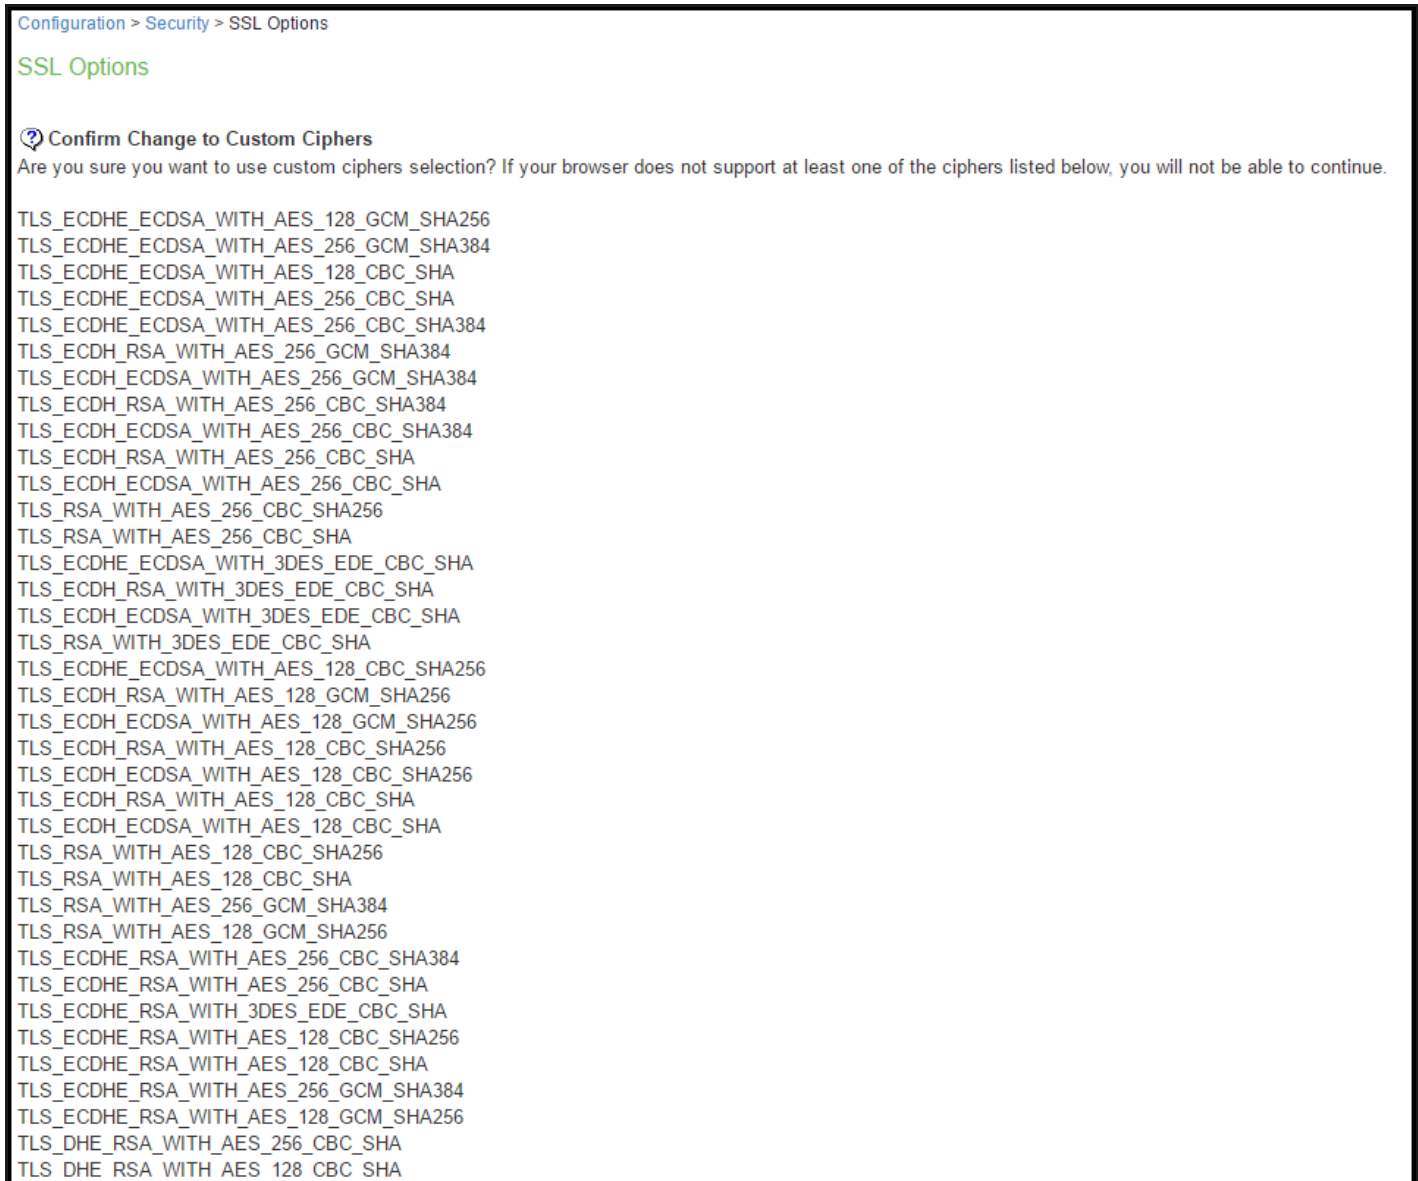 Configuration > Security > SSL Options
SSL Options
Confirm Change to Custom Ciphers
Are you sure you want to use custom ciphers selection? If your browser does not support at least one of the ciphers listed below, you will not be able to continue.
TLS_ECDHE_ECDSA_WITH_AES_128_GCM_SHA256
TLS_ECDHE_ECDSA_WITH_AES_256_GCM_SHA384
TLS_ECDHE_ECDSA_WITH_AES_128_CBC_SHA
TLS_ECDHE_ECDSA_WITH_AES_256_CBC_SHA
TLS_ECDHE_ECDSA_WITH_AES_256_CBC_SHA384
TLS_ECDH_RSA_WITH_AES_256_GCM_SHA384
TLS_ECDH_ECDSA_WITH_AES_256_GCM_SHA384
TLS_ECDH_RSA_WITH_AES_256_CBC_SHA384
TLS_ECDH_ECDSA_WITH_AES_256_CBC_SHA384
TLS_ECDH_RSA_WITH_AES_256_CBC_SHA
TLS_ECDH_ECDSA_WITH_AES_256_CBC_SHA
TLS_RSA_WITH_AES_256_CBC_SHA256
TLS_RSA_WITH_AES_256_CBC_SHA
TLS_ECDHE_ECDSA_WITH_3DES_EDE_CBC_SHA
TLS_ECDH_RSA_WITH_3DES_EDE_CBC_SHA
TLS_ECDH_ECDSA_WITH_3DES_EDE_CBC_SHA
TLS_RSA_WITH_3DES_EDE_CBC_SHA
TLS_ECDHE_ECDSA_WITH_AES_128_CBC_SHA256
TLS_ECDH_RSA_WITH_AES_128_GCM_SHA256
TLS_ECDH_ECDSA_WITH_AES_128_GCM_SHA256
TLS_ECDH_RSA_WITH_AES_128_CBC_SHA256
TLS_ECDH_ECDSA_WITH_AES_128_CBC_SHA256
TLS_ECDH_RSA_WITH_AES_128_CBC_SHA
TLS_ECDH_ECDSA_WITH_AES_128_CBC_SHA
TLS_RSA_WITH_AES_128_CBC_SHA256
TLS_RSA_WITH_AES_128_CBC_SHA
TLS_RSA_WITH_AES_256_GCM_SHA384
TLS_RSA_WITH_AES_128_GCM_SHA256
TLS_ECDHE_RSA_WITH_AES_256_CBC_SHA384
TLS_ECDHE_RSA_WITH_AES_256_CBC_SHA
TLS_ECDHE_RSA_WITH_3DES_EDE_CBC_SHA
TLS_ECDHE_RSA_WITH_AES_128_CBC_SHA256
TLS_ECDHE_RSA_WITH_AES_128_CBC_SHA
TLS_ECDHE_RSA_WITH_AES_256_GCM_SHA384
TLS_ECDHE_RSA_WITH_AES_128_GCM_SHA256
TLS_DHE_RSA_WITH_AES_256_CBC_SHA
TLS_DHE_RSA_WITH_AES_128_CBC_SHA